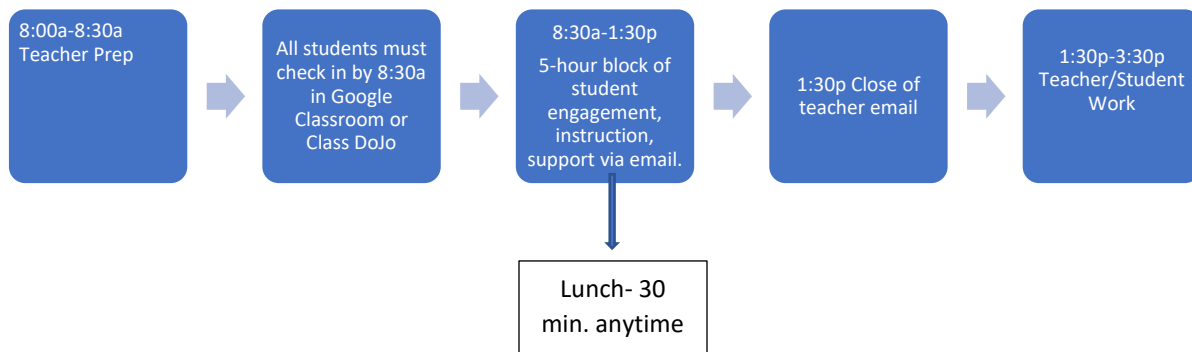 8:00a-8:30a
Teacher Prep
All students must
check in by 8:30a
in Google
Classroom or
Class DoJo
8:30a-1:30p
5-hour block of
student
engagement,
instruction,
support via email.
1:30p Close of
teacher email
1:30p-3:30p
Teacher/Student
Work
Lunch- 30
min. anytime